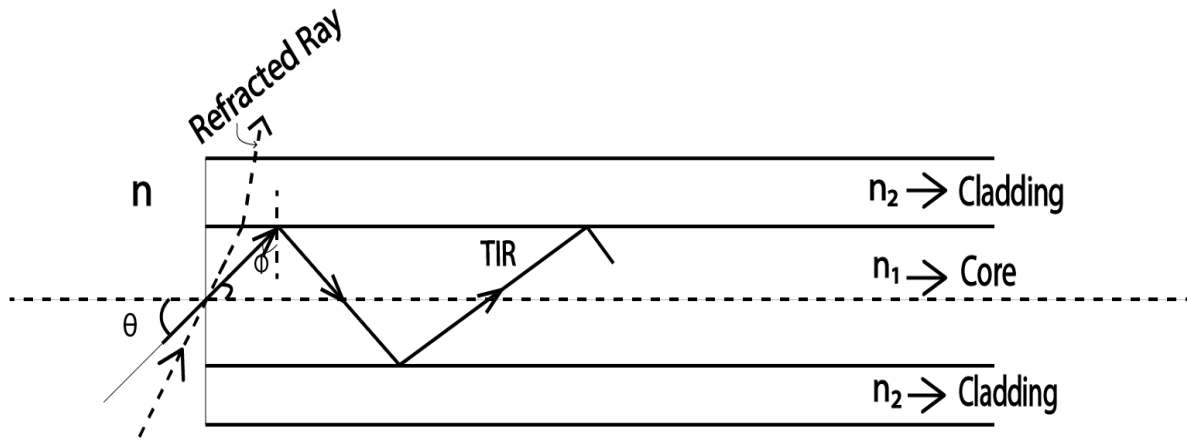 Refracted Ray
n
n₂ → Cladding
TIR
ϕ
n₁ → Core
θ
n₂ → Cladding